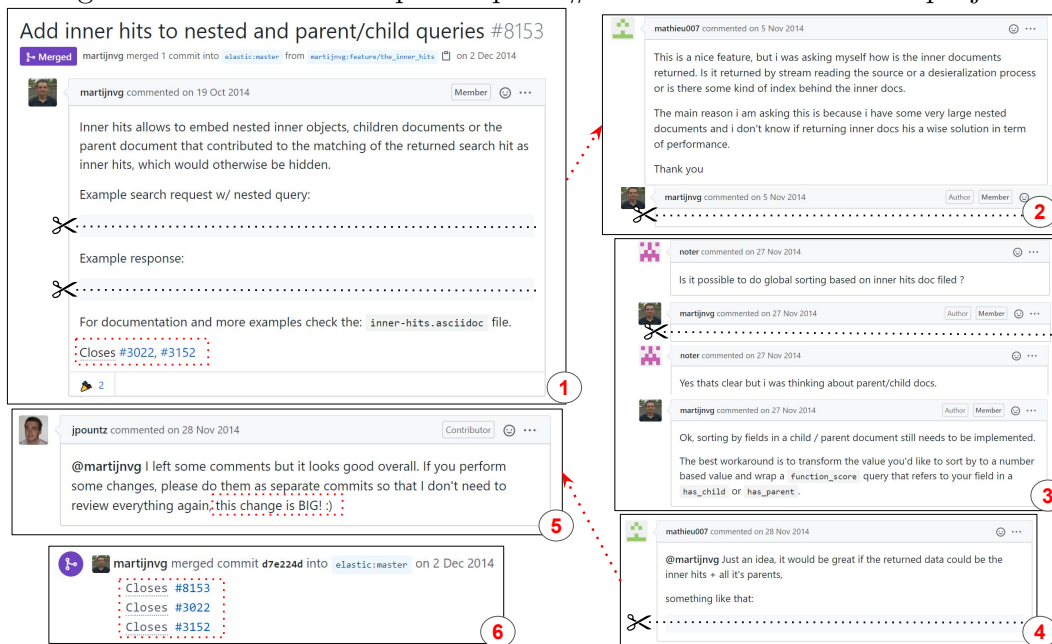 Add inner hits to nested and parent/child queries #8153
Merged martijnvg merged 1 commit into elastic:master from martijnvg:feature/the_inner_hits on 2 Dec 2014
martijnvg commented on 19 Oct 2014 Member
Inner hits allows to embed nested inner objects, children documents or the
parent document that contributed to the matching of the returned search hit as
inner hits, which would otherwise be hidden.
Example search request w/ nested query:
Example response:
For documentation and more examples check the: inner-hits.asciidoc file.
Closes #3022, #3152
2
1
mathieu007 commented on 5 Nov 2014
This is a nice feature, but i was asking myself how is the inner documents
returned. Is it returned by stream reading the source or a desieralization process
or is there some kind of index behind the inner docs.
The main reason i am asking this is because i have some very large nested
documents and i don't know if returning inner docs his a wise solution in term
of performance.
Thank you
martijnvg commented on 5 Nov 2014 Author Member
2
noter commented on 27 Nov 2014
Is it possible to do global sorting based on inner hits doc filed ?
martijnvg commented on 27 Nov 2014 Author Member
noter commented on 27 Nov 2014
Yes thats clear but i was thinking about parent/child docs.
martijnvg commented on 27 Nov 2014 Author Member
Ok, sorting by fields in a child / parent document still needs to be implemented.
The best workaround is to transform the value you'd like to sort by to a number
based value and wrap a function_score query that refers to your field in a
has_child or has_parent .
3
mathieu007 commented on 28 Nov 2014
@martijnvg Just an idea, it would be great if the returned data could be the
inner hits + all it's parents,
something like that:
4
jpountz commented on 28 Nov 2014 Contributor
@martijnvg I left some comments but it looks good overall. If you perform
some changes, please do them as separate commits so that I don't need to
review everything again, this change is BIG! :)
5
martijnvg merged commit d7e224d into elastic:master on 2 Dec 2014
Closes #8153
Closes #3022
Closes #3152
6